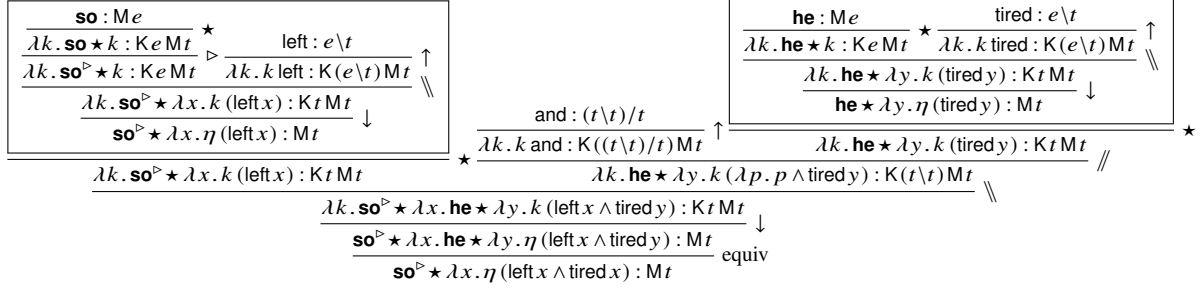 so : M e
⋆
λk. so ⋆ k : K e M t
▷
λk. so▷ ⋆ k : K e M t
left : e\t
↑
λk. k left : K (e\t) M t
⑊
λk. so▷ ⋆ λx. k (left x) : K t M t
↓
so▷ ⋆ λx. η (left x) : M t
⋆
λk. so▷ ⋆ λx. k (left x) : K t M t
and : (t\t)/t
↑
λk. k and : K ((t\t)/t) M t
he : M e
⋆
λk. he ⋆ k : K e M t
tired : e\t
↑
λk. k tired : K (e\t) M t
⑊
λk. he ⋆ λy. k (tired y) : K t M t
↓
he ⋆ λy. η (tired y) : M t
⋆
λk. he ⋆ λy. k (tired y) : K t M t
⫽
λk. he ⋆ λy. k (λp. p ∧ tired y) : K (t\t) M t
⑊
λk. so▷ ⋆ λx. he ⋆ λy. k (left x ∧ tired y) : K t M t
↓
so▷ ⋆ λx. he ⋆ λy. η (left x ∧ tired y) : M t
equiv
so▷ ⋆ λx. η (left x ∧ tired x) : M t